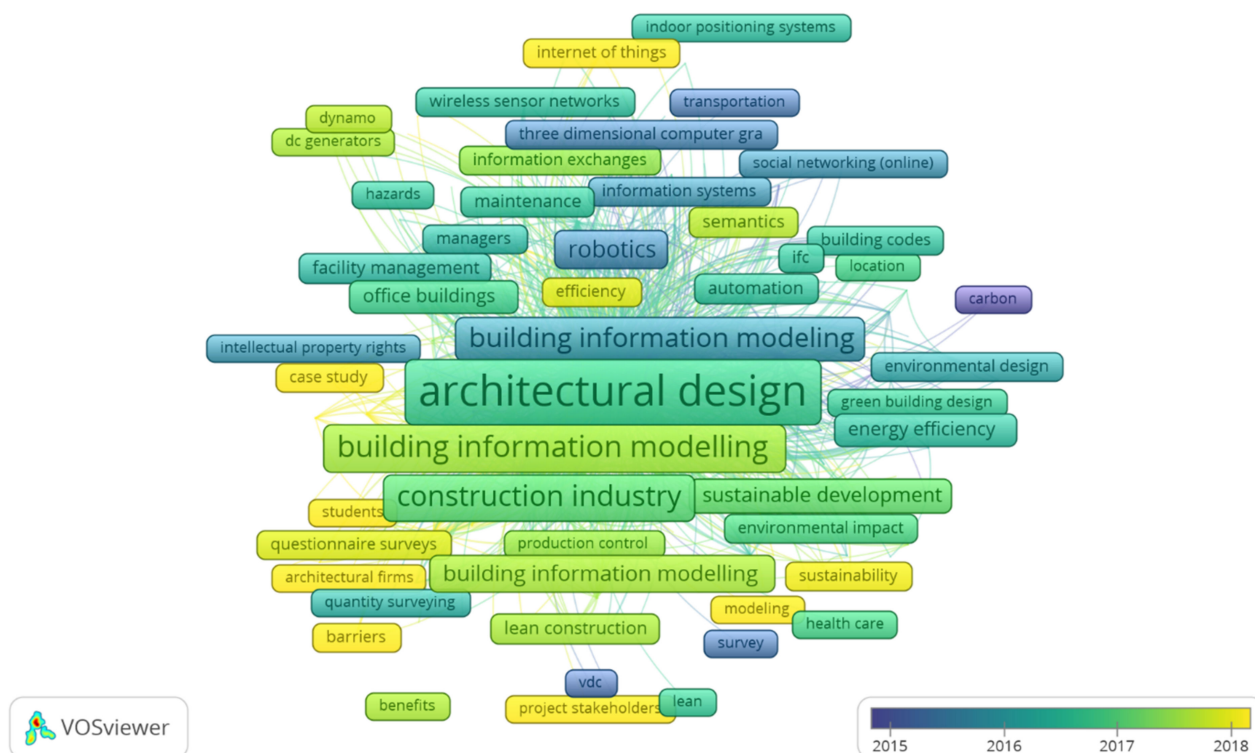 indoor positioning systems
internet of things
wireless sensor networks
transportation
dynamo
three dimensional computer gra
dc generators
information exchanges
social networking (online)
hazards
maintenance
information systems
semantics
managers
robotics
building codes
ifc
facility management
location
office buildings
efficiency
automation
carbon
building information modeling
intellectual property rights
environmental design
case study
architectural design
green building design
energy efficiency
building information modelling
construction industry
sustainable development
students
environmental impact
questionnaire surveys
production control
architectural firms
building information modelling
sustainability
quantity surveying
modeling
barriers
lean construction
health care
survey
vdc
benefits
project stakeholders
lean
VOSviewer
2015 2016 2017 2018